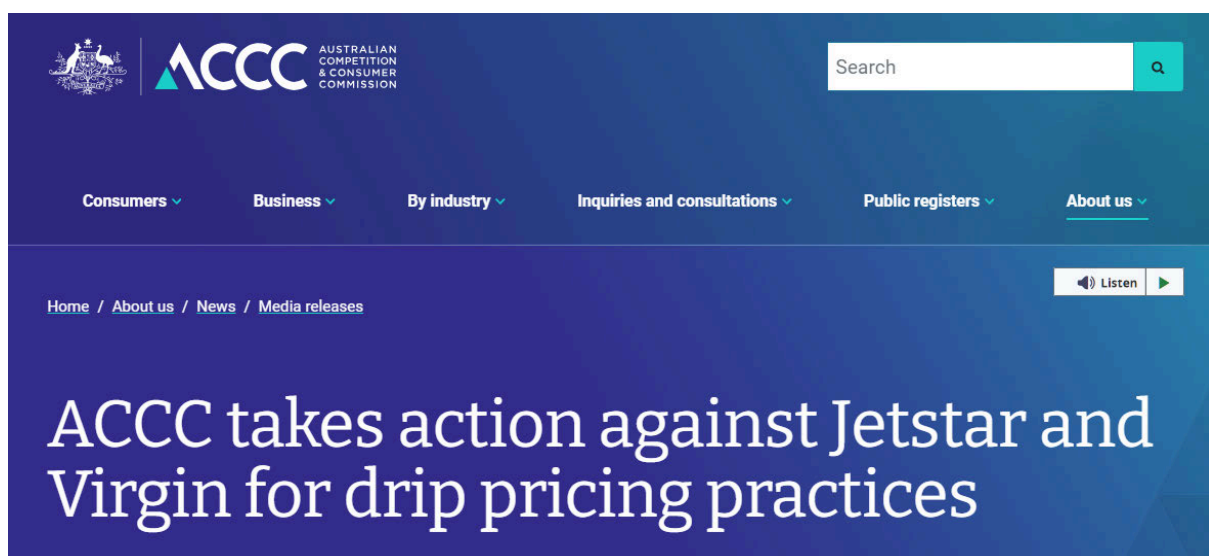 ACCC
AUSTRALIAN
COMPETITION
& CONSUMER
COMMISSION
Search
Consumers
Business
By industry
Inquiries and consultations
Public registers
About us
Listen
Home / About us / News / Media releases
ACCC takes action against Jetstar and
Virgin for drip pricing practices